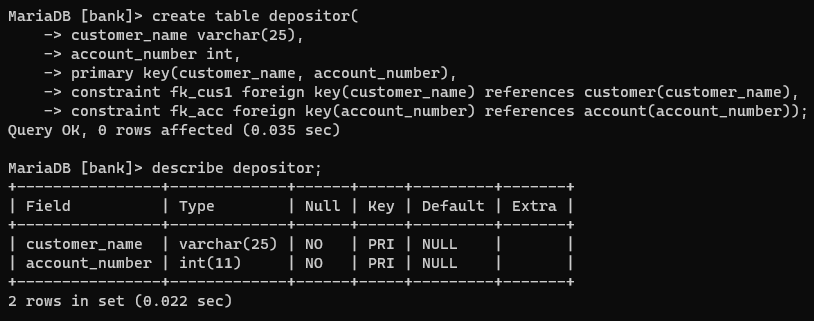 MariaDB [bank]> create table depositor(
    -> customer_name varchar(25),
    -> account_number int,
    -> primary key(customer_name, account_number),
    -> constraint fk_cus1 foreign key(customer_name) references customer(customer_name),
    -> constraint fk_acc foreign key(account_number) references account(account_number));
Query OK, 0 rows affected (0.035 sec)

MariaDB [bank]> describe depositor;
+----------------+-------------+------+-----+---------+-------+
| Field          | Type        | Null | Key | Default | Extra |
+----------------+-------------+------+-----+---------+-------+
| customer_name  | varchar(25) | NO   | PRI | NULL    |       |
| account_number | int(11)     | NO   | PRI | NULL    |       |
+----------------+-------------+------+-----+---------+-------+
2 rows in set (0.022 sec)